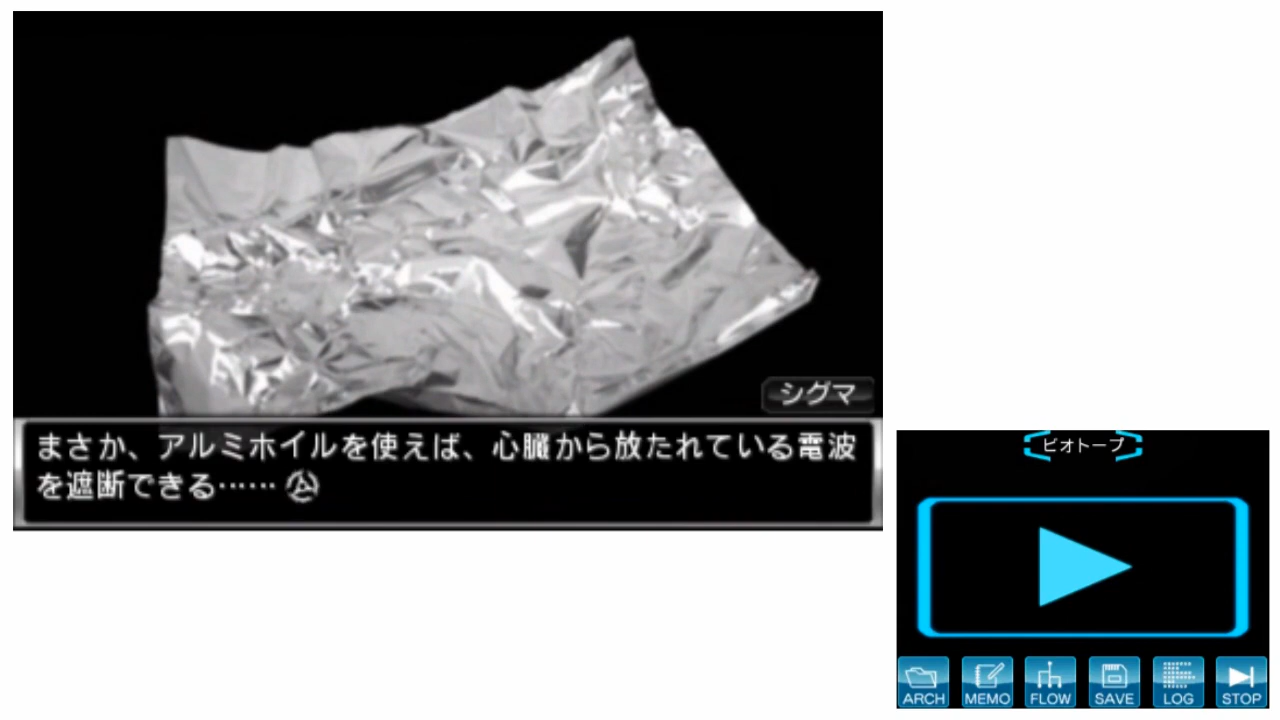 シグマ
まさか、アルミホイルを使えば、心臓から放たれている電波
を遮断できる……
ビオトープ
ARCH
MEMO
FLOW
SAVE
LOG
STOP